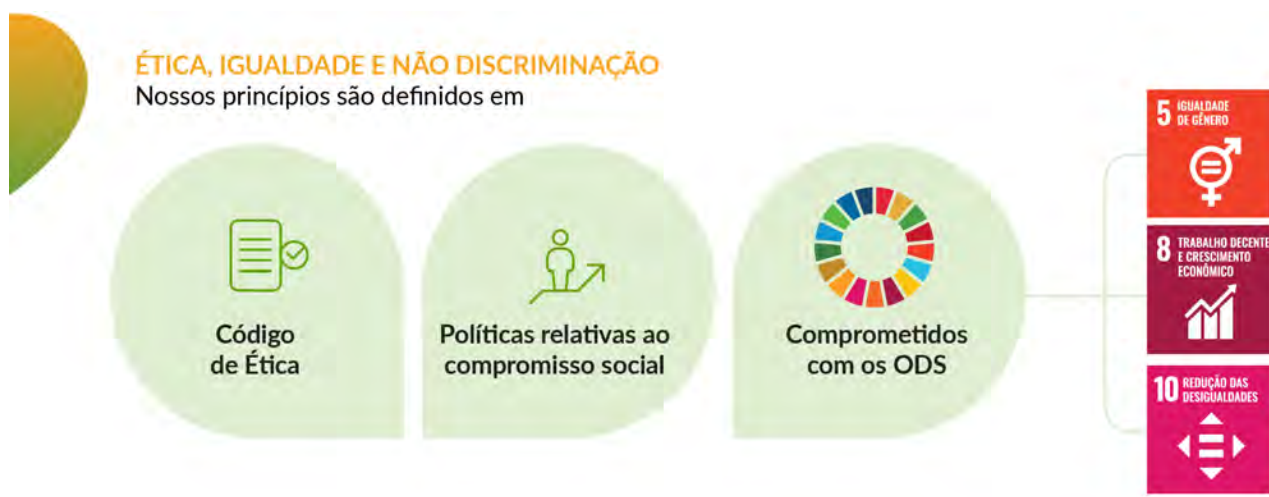 ÉTICA, IGUALDADE E NÃO DISCRIMINAÇÃO
Nossos princípios são definidos em
Código
de Ética
Políticas relativas ao
compromisso social
Comprometidos
com os ODS
5 IGUALDADE
DE GÊNERO
8 TRABALHO DECENTE
E CRESCIMENTO
ECONÔMICO
10 REDUÇÃO DAS
DESIGUALDADES